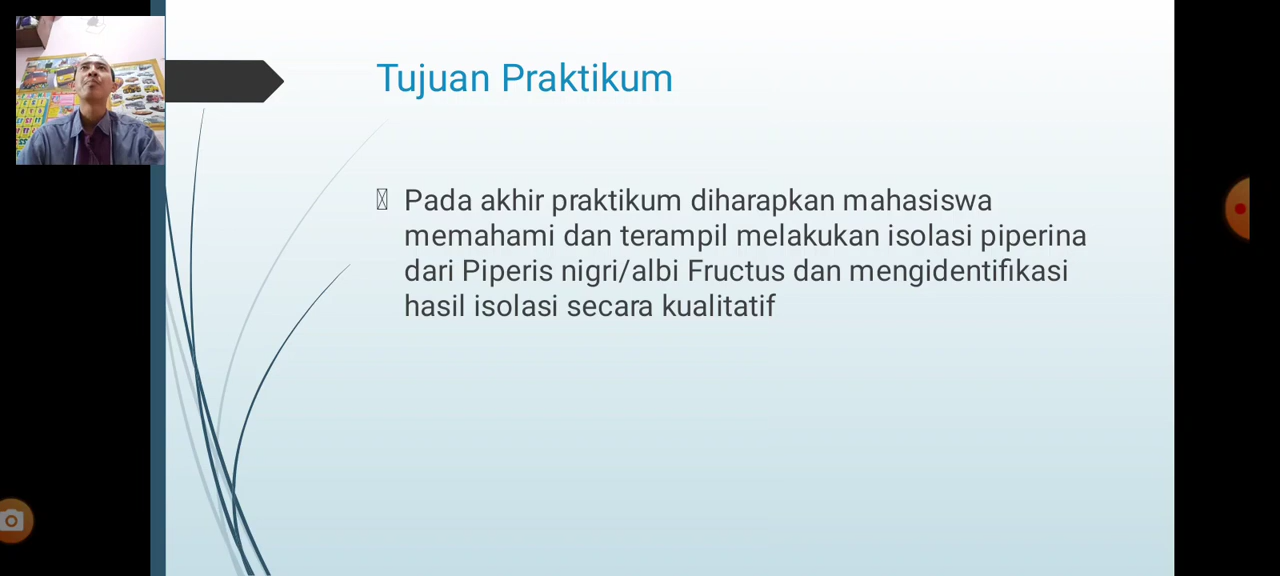 Tujuan Praktikum
Pada akhir praktikum diharapkan mahasiswa
memahami dan terampil melakukan isolasi piperina
dari Piperis nigri/albi Fructus dan mengidentifikasi
hasil isolasi secara kualitatif